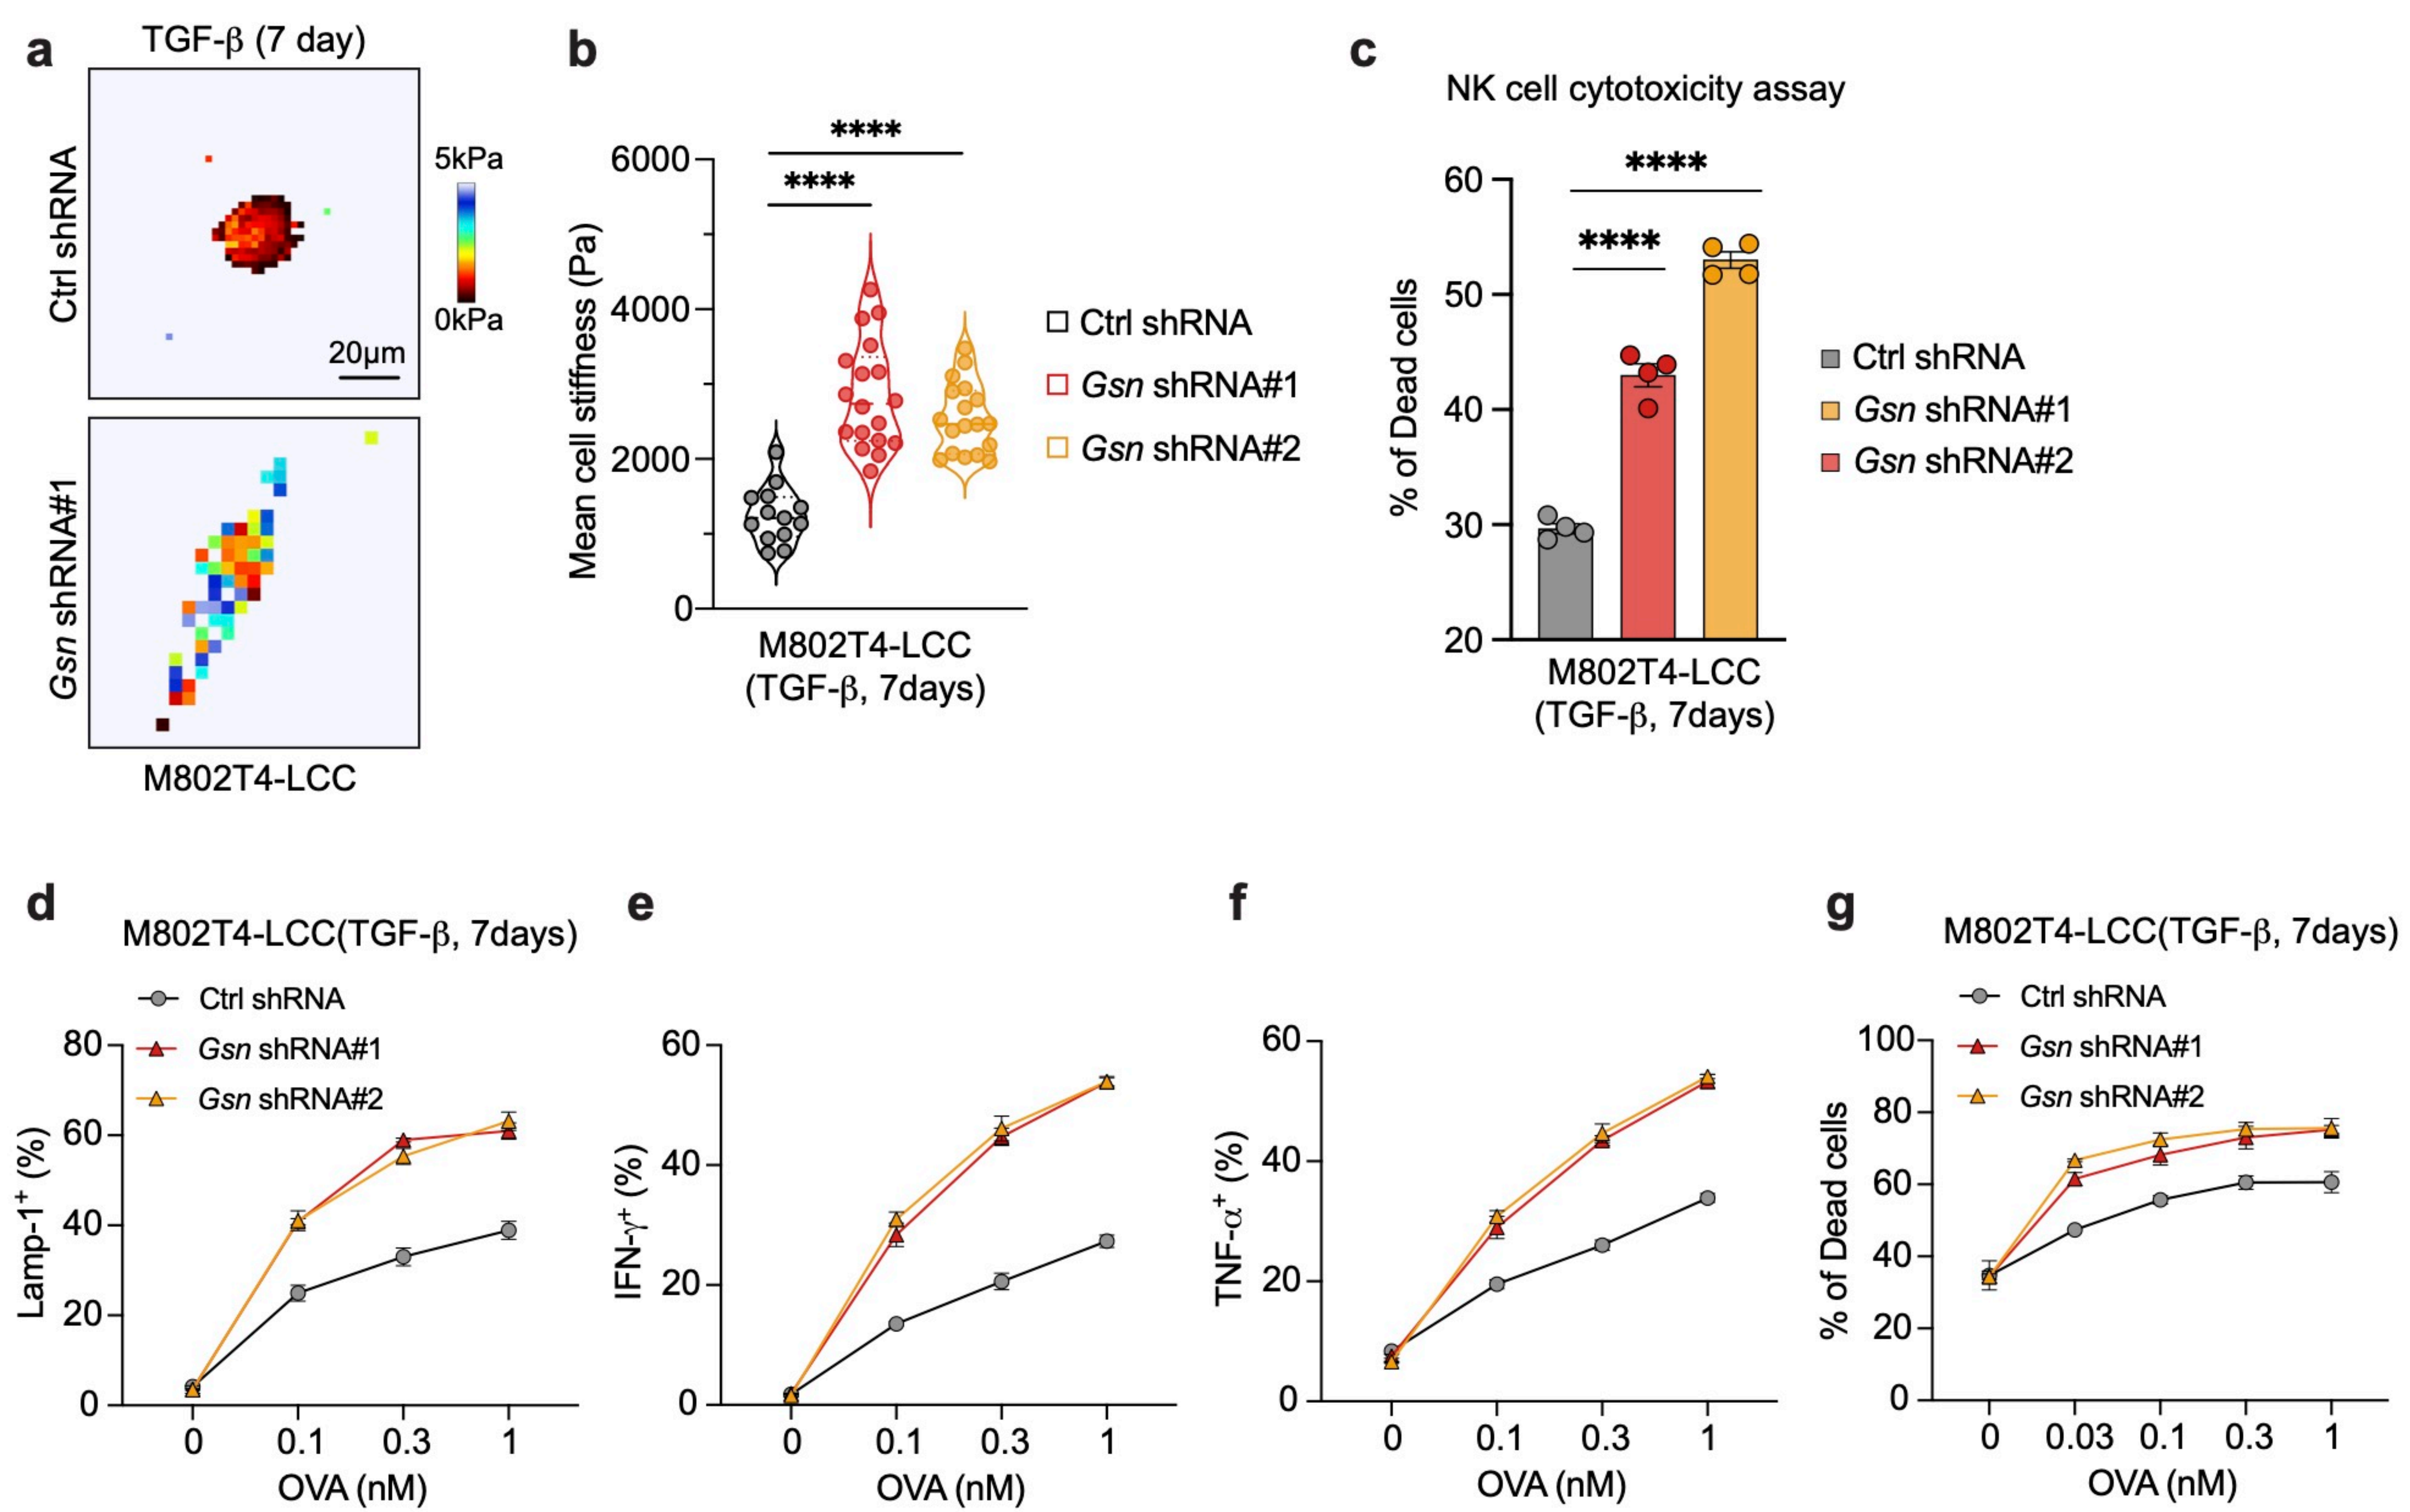 a
TGF-β (7 day)
Ctrl shRNA
5kPa
0kPa
20μm
Gsn shRNA#1
M802T4-LCC
b
****
****
Mean cell stiffness (Pa)
6000
4000
2000
0
M802T4-LCC
(TGF-β, 7days)
Ctrl shRNA
Gsn shRNA#1
Gsn shRNA#2
c
NK cell cytotoxicity assay
****
****
% of Dead cells
60
50
40
30
20
M802T4-LCC
(TGF-β, 7days)
Ctrl shRNA
Gsn shRNA#1
Gsn shRNA#2
d
M802T4-LCC(TGF-β, 7days)
Ctrl shRNA
Gsn shRNA#1
Gsn shRNA#2
Lamp-1⁺ (%)
80
60
40
20
0
0 0.1 0.3 1
OVA (nM)
e
IFN-γ⁺ (%)
60
40
20
0
0 0.1 0.3 1
OVA (nM)
f
TNF-α⁺ (%)
60
40
20
0
0 0.1 0.3 1
OVA (nM)
g
M802T4-LCC(TGF-β, 7days)
Ctrl shRNA
Gsn shRNA#1
Gsn shRNA#2
% of Dead cells
100
80
60
40
20
0
0 0.03 0.1 0.3 1
OVA (nM)